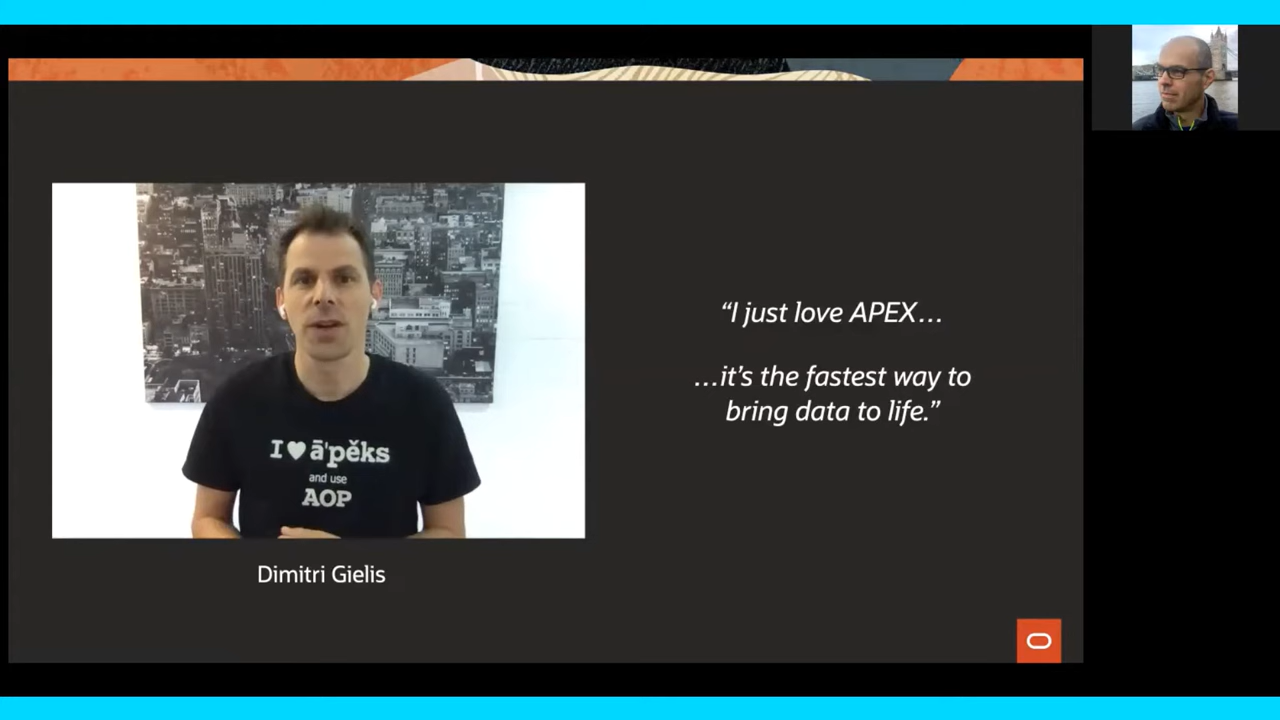 I ♥ ā'pěks
and use
AOP
Dimitri Gielis
“I just love APEX…
…it’s the fastest way to
bring data to life.”